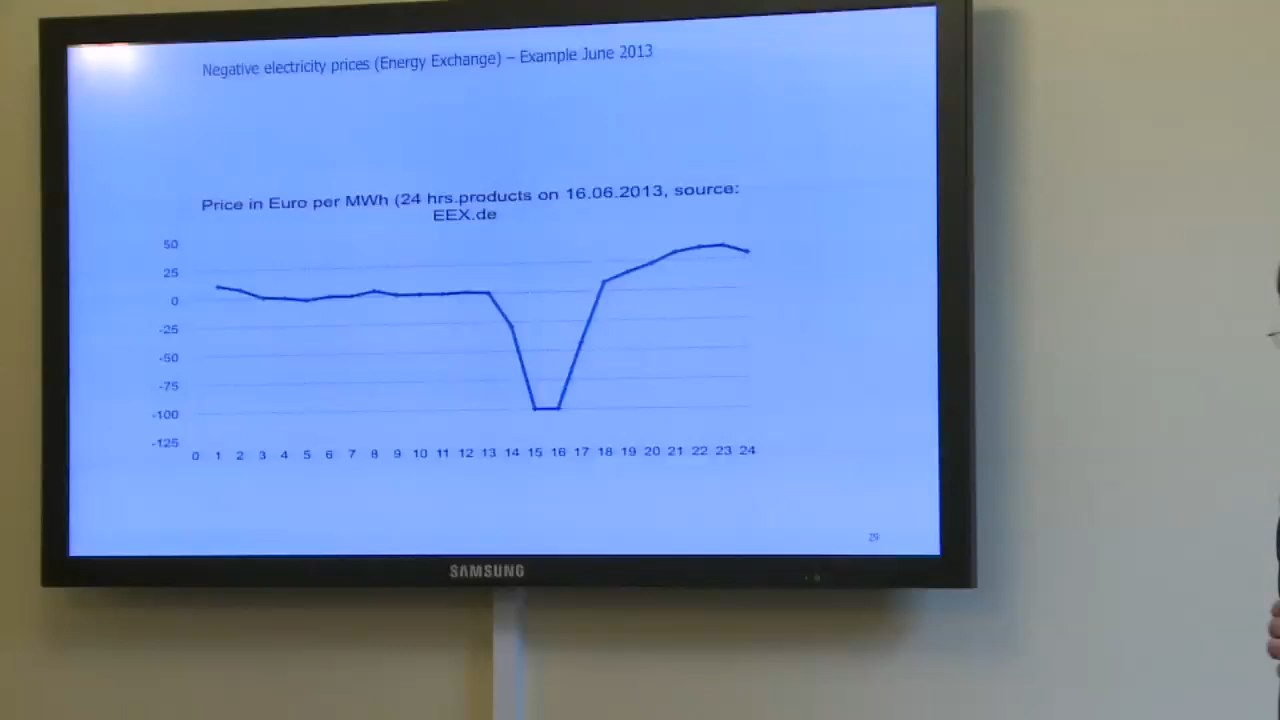 Negative electricity prices (Energy Exchange) – Example June 2013
Price in Euro per MWh (24 hrs.products on 16.06.2013, source:
EEX.de
50
25
0
-25
-50
-75
-100
-125
0 1 2 3 4 5 6 7 8 9 10 11 12 13 14 15 16 17 18 19 20 21 22 23 24
29
SAMSUNG